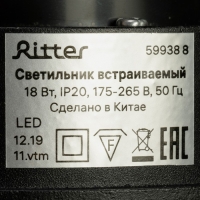 Ritter 59938 8
Светильник встраиваемый
18 Вт, IP20, 175-265 В, 50 Гц
Сделано в Китае
LED
12.19
11.vtm
F
EAC